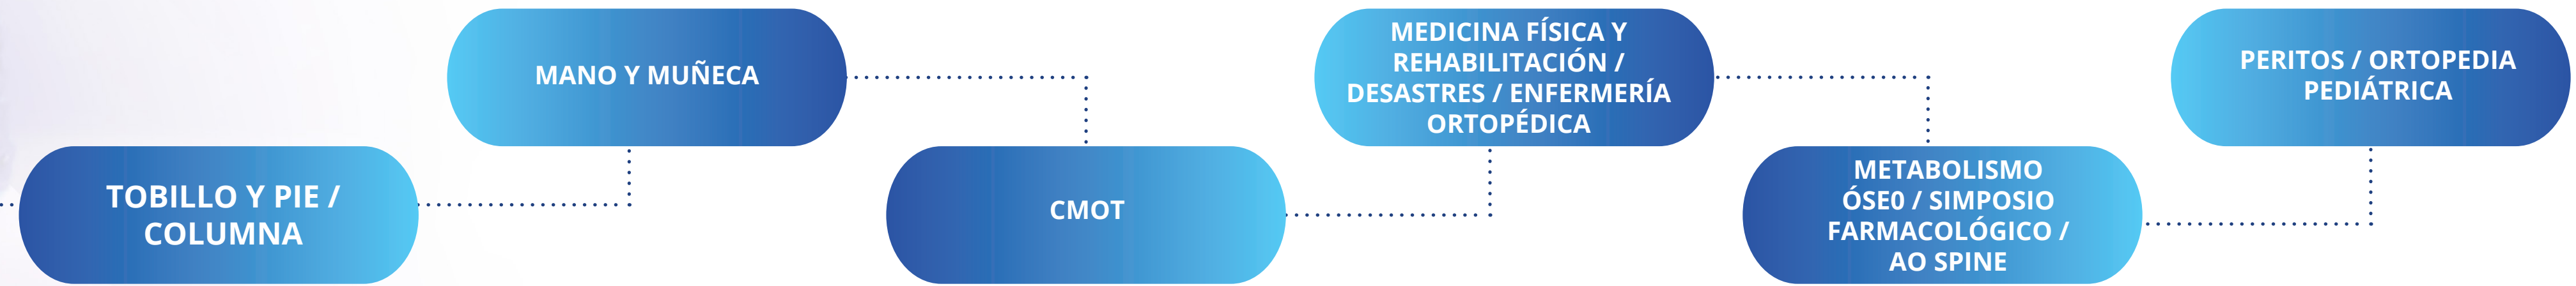 TOBILLO Y PIE /
COLUMNA
MANO Y MUÑECA
CMOT
MEDICINA FÍSICA Y
REHABILITACIÓN /
DESASTRES / ENFERMERÍA
ORTOPÉDICA
METABOLISMO
ÓSE0 / SIMPOSIO
FARMACOLÓGICO /
AO SPINE
PERITOS / ORTOPEDIA
PEDIÁTRICA